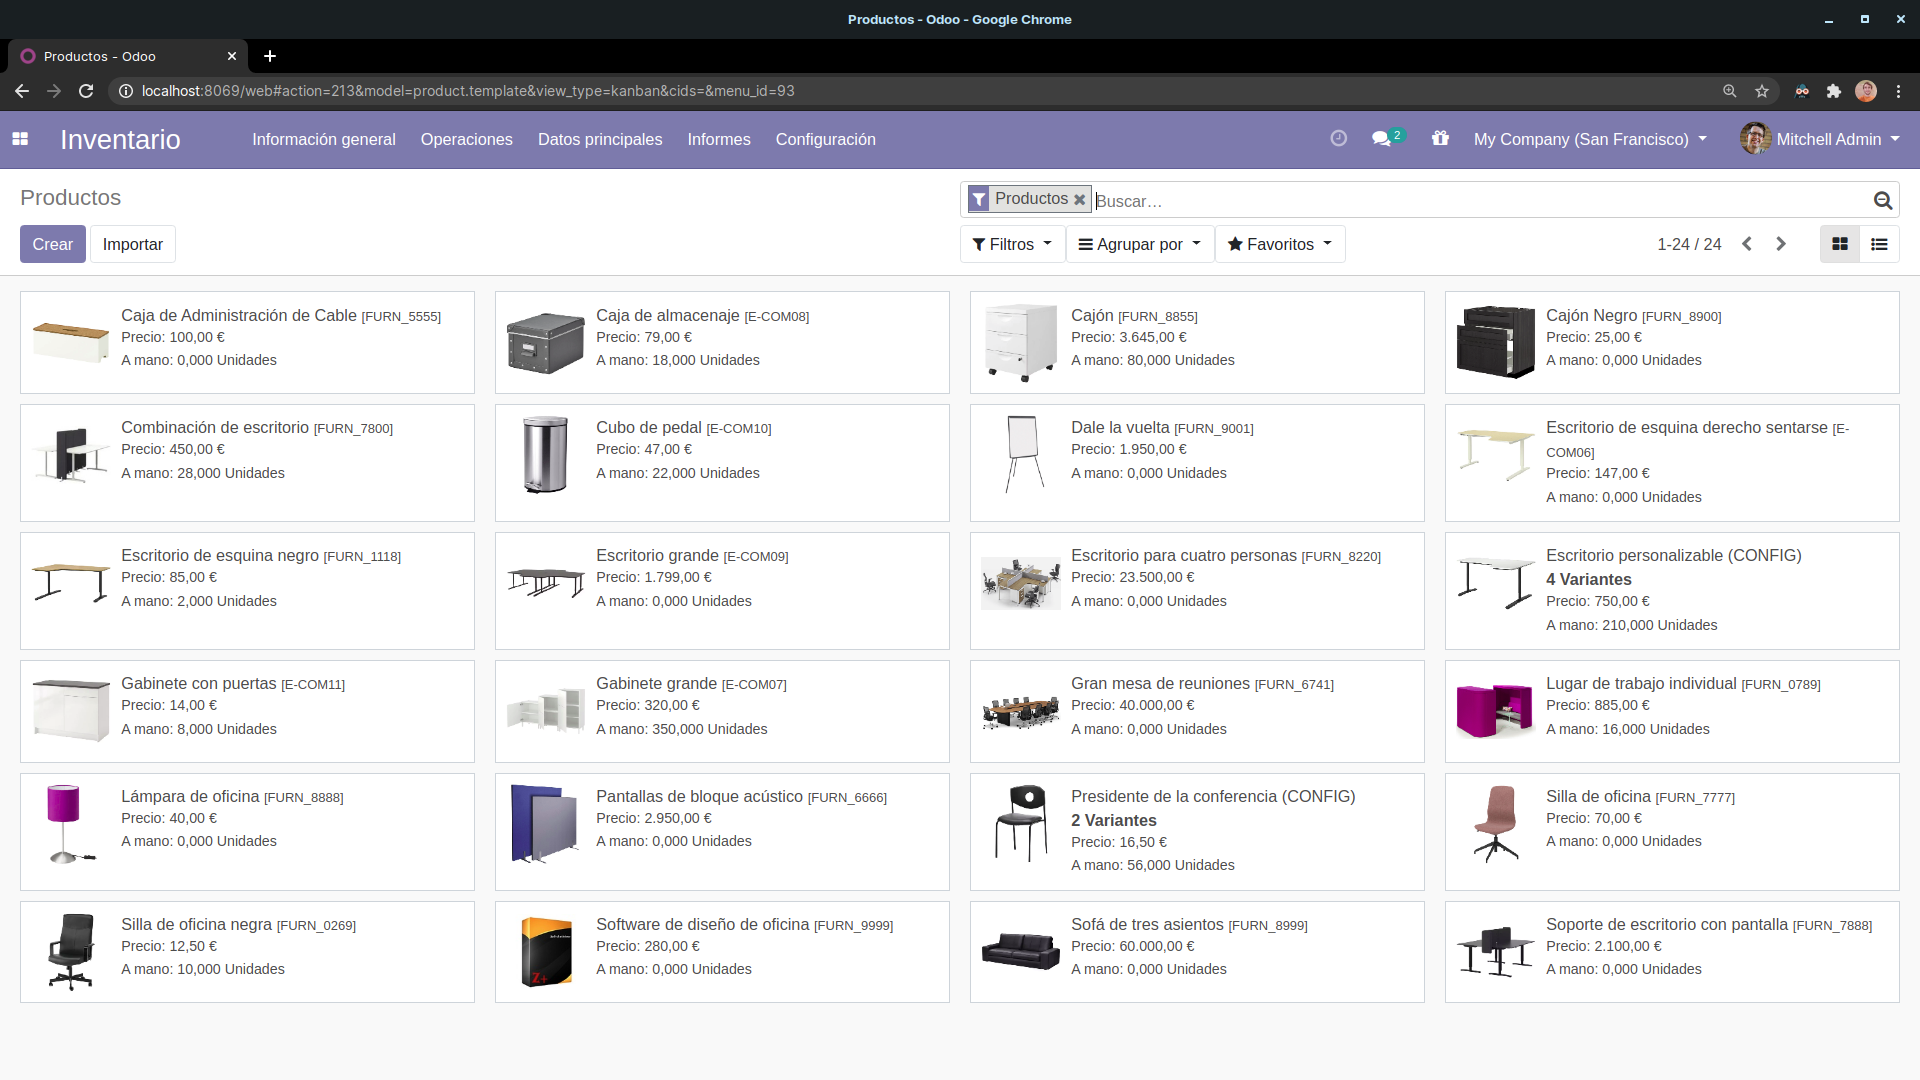 Productos - Odoo - Google Chrome
Productos - Odoo
localhost:8069/web#action=213&model=product.template&view_type=kanban&cids=&menu_id=93
Inventario Información general Operaciones Datos principales Informes Configuración 2 My Company (San Francisco) Mitchell Admin
Productos
Productos Buscar...
Crear Importar Filtros Agrupar por Favoritos 1-24 / 24
Caja de Administración de Cable [FURN_5555]
Precio: 100,00 €
A mano: 0,000 Unidades
Caja de almacenaje [E-COM08]
Precio: 79,00 €
A mano: 18,000 Unidades
Cajón [FURN_8855]
Precio: 3.645,00 €
A mano: 80,000 Unidades
Cajón Negro [FURN_8900]
Precio: 25,00 €
A mano: 0,000 Unidades
Combinación de escritorio [FURN_7800]
Precio: 450,00 €
A mano: 28,000 Unidades
Cubo de pedal [E-COM10]
Precio: 47,00 €
A mano: 22,000 Unidades
Dale la vuelta [FURN_9001]
Precio: 1.950,00 €
A mano: 0,000 Unidades
Escritorio de esquina derecho sentarse [E-
COM06]
Precio: 147,00 €
A mano: 0,000 Unidades
Escritorio de esquina negro [FURN_1118]
Precio: 85,00 €
A mano: 2,000 Unidades
Escritorio grande [E-COM09]
Precio: 1.799,00 €
A mano: 0,000 Unidades
Escritorio para cuatro personas [FURN_8220]
Precio: 23.500,00 €
A mano: 0,000 Unidades
Escritorio personalizable (CONFIG)
4 Variantes
Precio: 750,00 €
A mano: 210,000 Unidades
Gabinete con puertas [E-COM11]
Precio: 14,00 €
A mano: 8,000 Unidades
Gabinete grande [E-COM07]
Precio: 320,00 €
A mano: 350,000 Unidades
Gran mesa de reuniones [FURN_6741]
Precio: 40.000,00 €
A mano: 0,000 Unidades
Lugar de trabajo individual [FURN_0789]
Precio: 885,00 €
A mano: 16,000 Unidades
Lámpara de oficina [FURN_8888]
Precio: 40,00 €
A mano: 0,000 Unidades
Pantallas de bloque acústico [FURN_6666]
Precio: 2.950,00 €
A mano: 0,000 Unidades
Presidente de la conferencia (CONFIG)
2 Variantes
Precio: 16,50 €
A mano: 56,000 Unidades
Silla de oficina [FURN_7777]
Precio: 70,00 €
A mano: 0,000 Unidades
Silla de oficina negra [FURN_0269]
Precio: 12,50 €
A mano: 10,000 Unidades
Z+
Software de diseño de oficina [FURN_9999]
Precio: 280,00 €
A mano: 0,000 Unidades
Sofá de tres asientos [FURN_8999]
Precio: 60.000,00 €
A mano: 0,000 Unidades
Soporte de escritorio con pantalla [FURN_7888]
Precio: 2.100,00 €
A mano: 0,000 Unidades